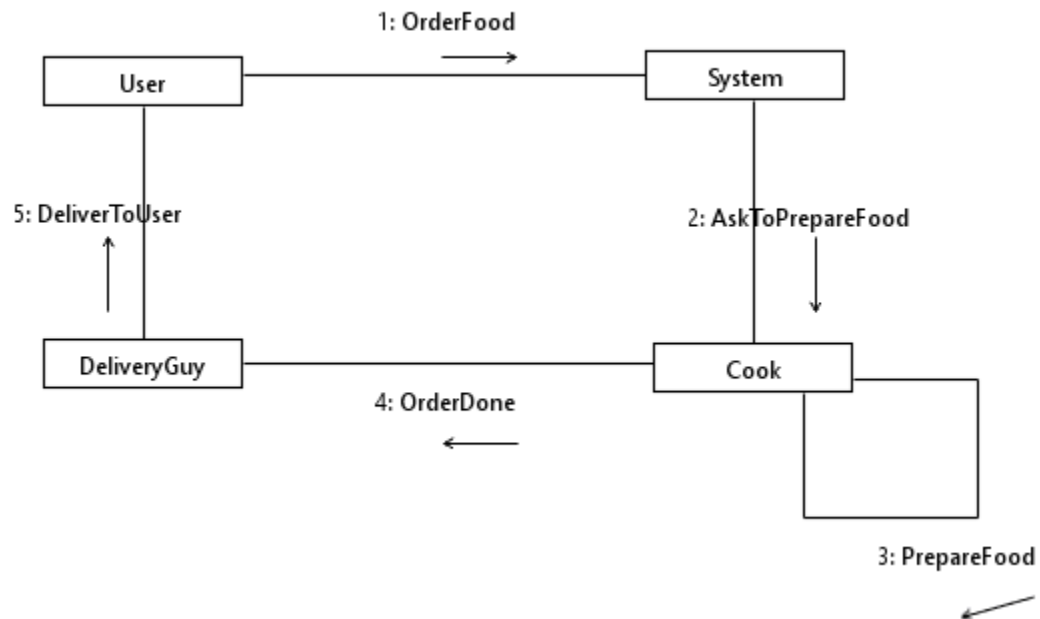 1: OrderFood
User
System
5: DeliverToUser
2: AskToPrepareFood
DeliveryGuy
Cook
4: OrderDone
3: PrepareFood